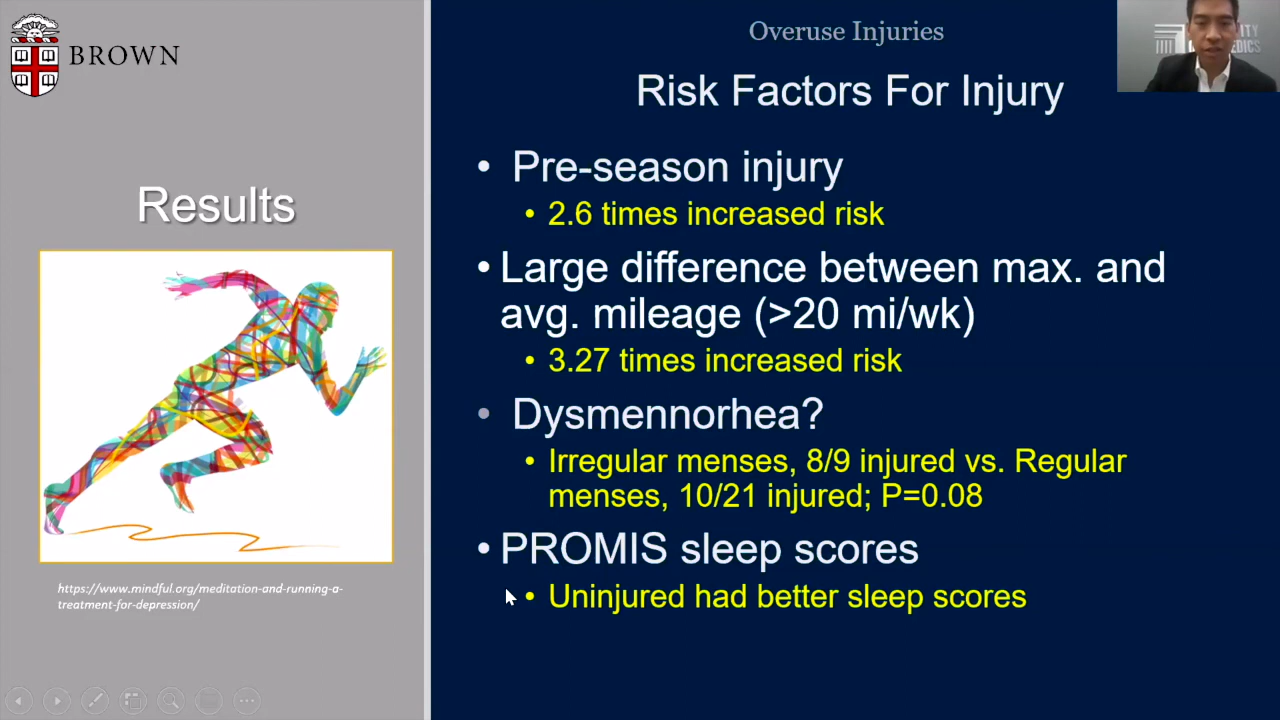 BROWN
Overuse Injuries
Risk Factors For Injury
Results
• Pre-season injury
• 2.6 times increased risk
• Large difference between max. and
avg. mileage (>20 mi/wk)
• 3.27 times increased risk
• Dysmennorhea?
• Irregular menses, 8/9 injured vs. Regular
menses, 10/21 injured; P=0.08
• PROMIS sleep scores
• Uninjured had better sleep scores
https://www.mindful.org/meditation-and-running-a-
treatment-for-depression/